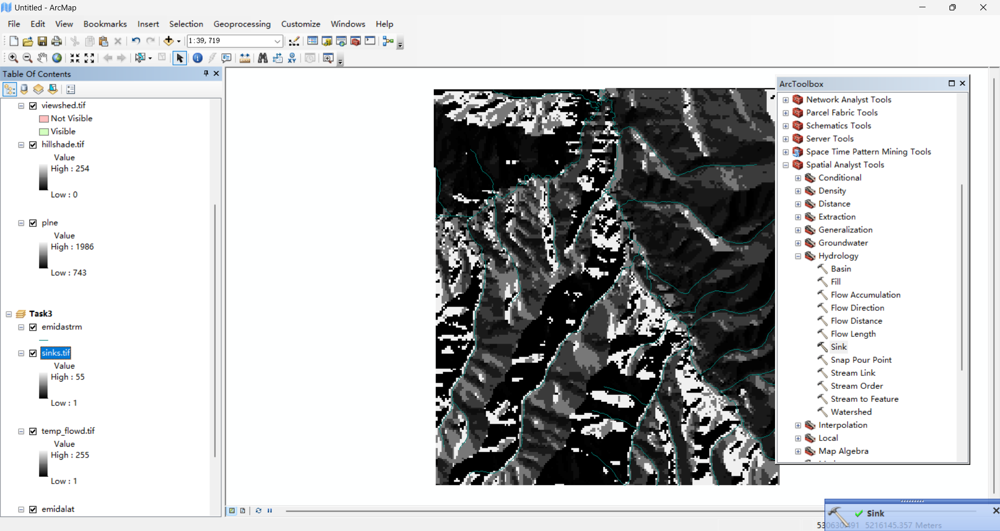 Untitled - ArcMap
File Edit View Bookmarks Insert Selection Geoprocessing Customize Windows Help
1:39, 719
Table Of Contents
viewshed.tif
Not Visible
Visible
hillshade.tif
Value
High : 254
Low : 0
plne
Value
High : 1986
Low : 743
Task3
emidastrm
sinks.tif
Value
High : 55
Low : 1
temp_flowd.tif
Value
High : 255
Low : 1
emidalat
ArcToolbox
Network Analyst Tools
Parcel Fabric Tools
Schematics Tools
Server Tools
Space Time Pattern Mining Tools
Spatial Analyst Tools
Conditional
Density
Distance
Extraction
Generalization
Groundwater
Hydrology
Basin
Fill
Flow Accumulation
Flow Direction
Flow Distance
Flow Length
Sink
Snap Pour Point
Stream Link
Stream Order
Stream to Feature
Watershed
Interpolation
Local
Map Algebra
Sink
5216145.357 Meters